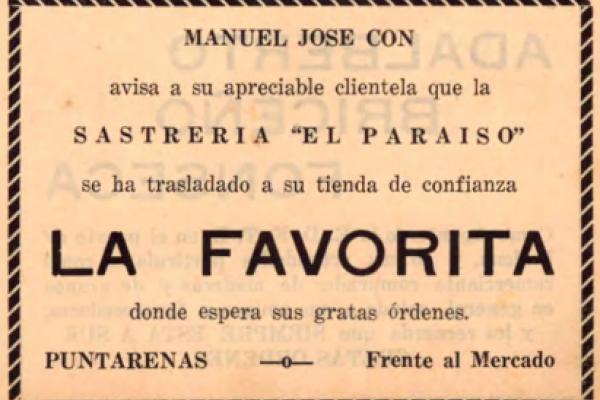 MANUEL JOSE CON
avisa a su apreciable clientela que la
SASTRERIA "EL PARAISO"
se ha trasladado a su tienda de confianza
LA FAVORITA
donde espera sus gratas órdenes.
PUNTARENAS —o— Frente al Mercado